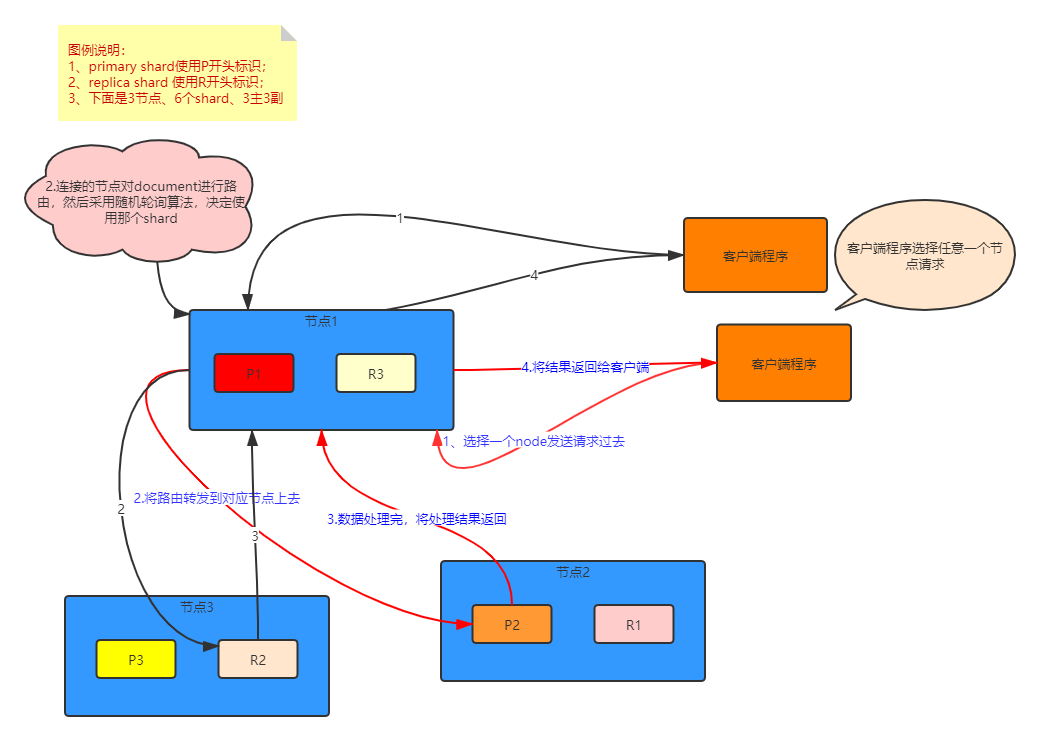 图例说明：
1、primary shard使用P开头标识；
2、replica shard 使用R开头标识；
3、下面是3节点、6个shard、3主3副
2.连接的节点对document进行路
由，然后采用随机轮询算法，决定使
用那个shard
1
4
客户端程序
客户端程序选择任意一个节
点请求
节点1
P1
R3
4.将结果返回给客户端
客户端程序
1、选择一个node发送请求过去
2.将路由转发到对应节点上去
2
3
3.数据处理完，将处理结果返回
节点2
P2
R1
节点3
P3
R2